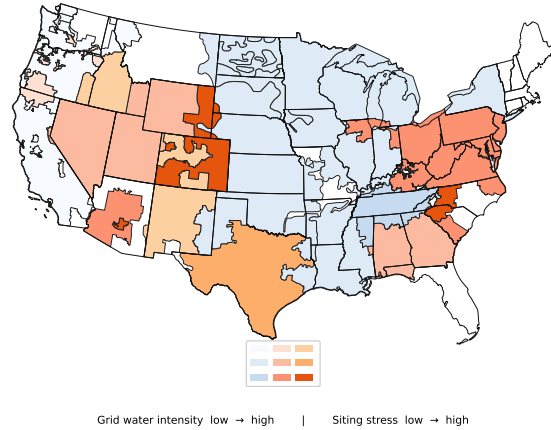 Grid water intensity low → high | Siting stress low → high